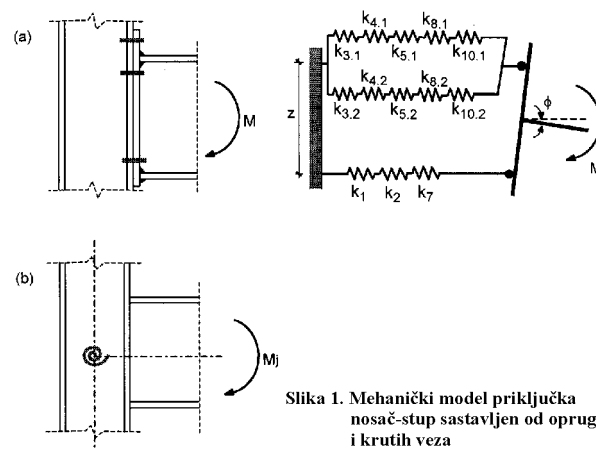 (a)
M
k4.1 k8.1
k3.1 k5.1 k10.1
k4.2 k8.2
k3.2 k5.2 k10.2
z
ϕ
M
k1 k2 k7
(b)
Mj
Slika 1. Mehanički model priključka
nosač-stup sastavljen od opruga
i krutih veza